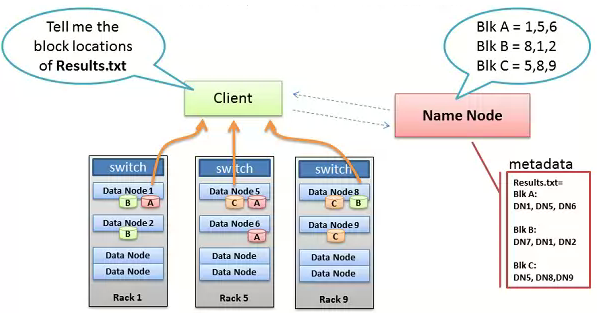 Tell me the
block locations
of Results.txt
Blk A = 1,5,6
Blk B = 8,1,2
Blk C = 5,8,9
Client
Name Node
switch
Data Node 1
B A
Data Node 2
B
Data Node
Data Node
Rack 1
switch
Data Node 5
C A
Data Node 6
A
Data Node
Data Node
Rack 5
switch
Data Node 8
C B
Data Node 9
C
Data Node
Data Node
Rack 9
metadata
Results.txt=
Blk A:
DN1, DN5, DN6
Blk B:
DN7, DN1, DN2
Blk C:
DN5, DN8,DN9